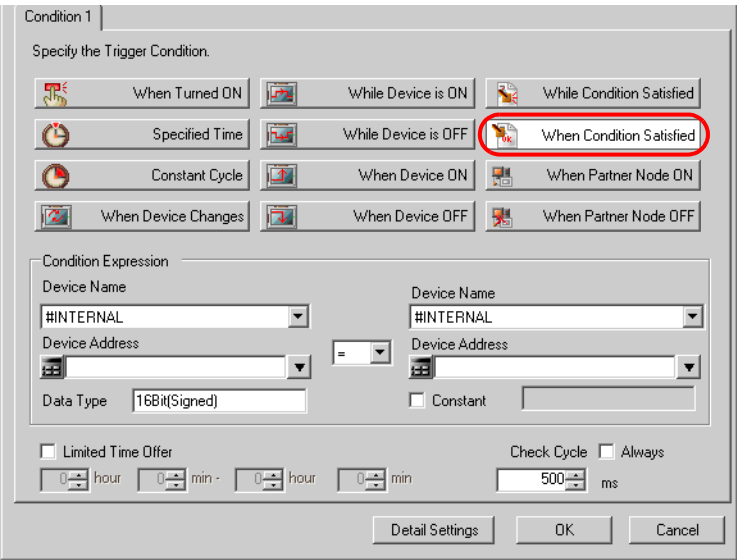 Condition 1
Specify the Trigger Condition.
When Turned ON While Device is ON While Condition Satisfied
Specified Time While Device is OFF When Condition Satisfied
Constant Cycle When Device ON When Partner Node ON
When Device Changes When Device OFF When Partner Node OFF
Condition Expression
Device Name Device Name
#INTERNAL #INTERNAL
Device Address = Device Address
Data Type 16Bit(Signed) Constant
Limited Time Offer Check Cycle Always
0 hour 0 min - 0 hour 0 min 500 ms
Detail Settings OK Cancel